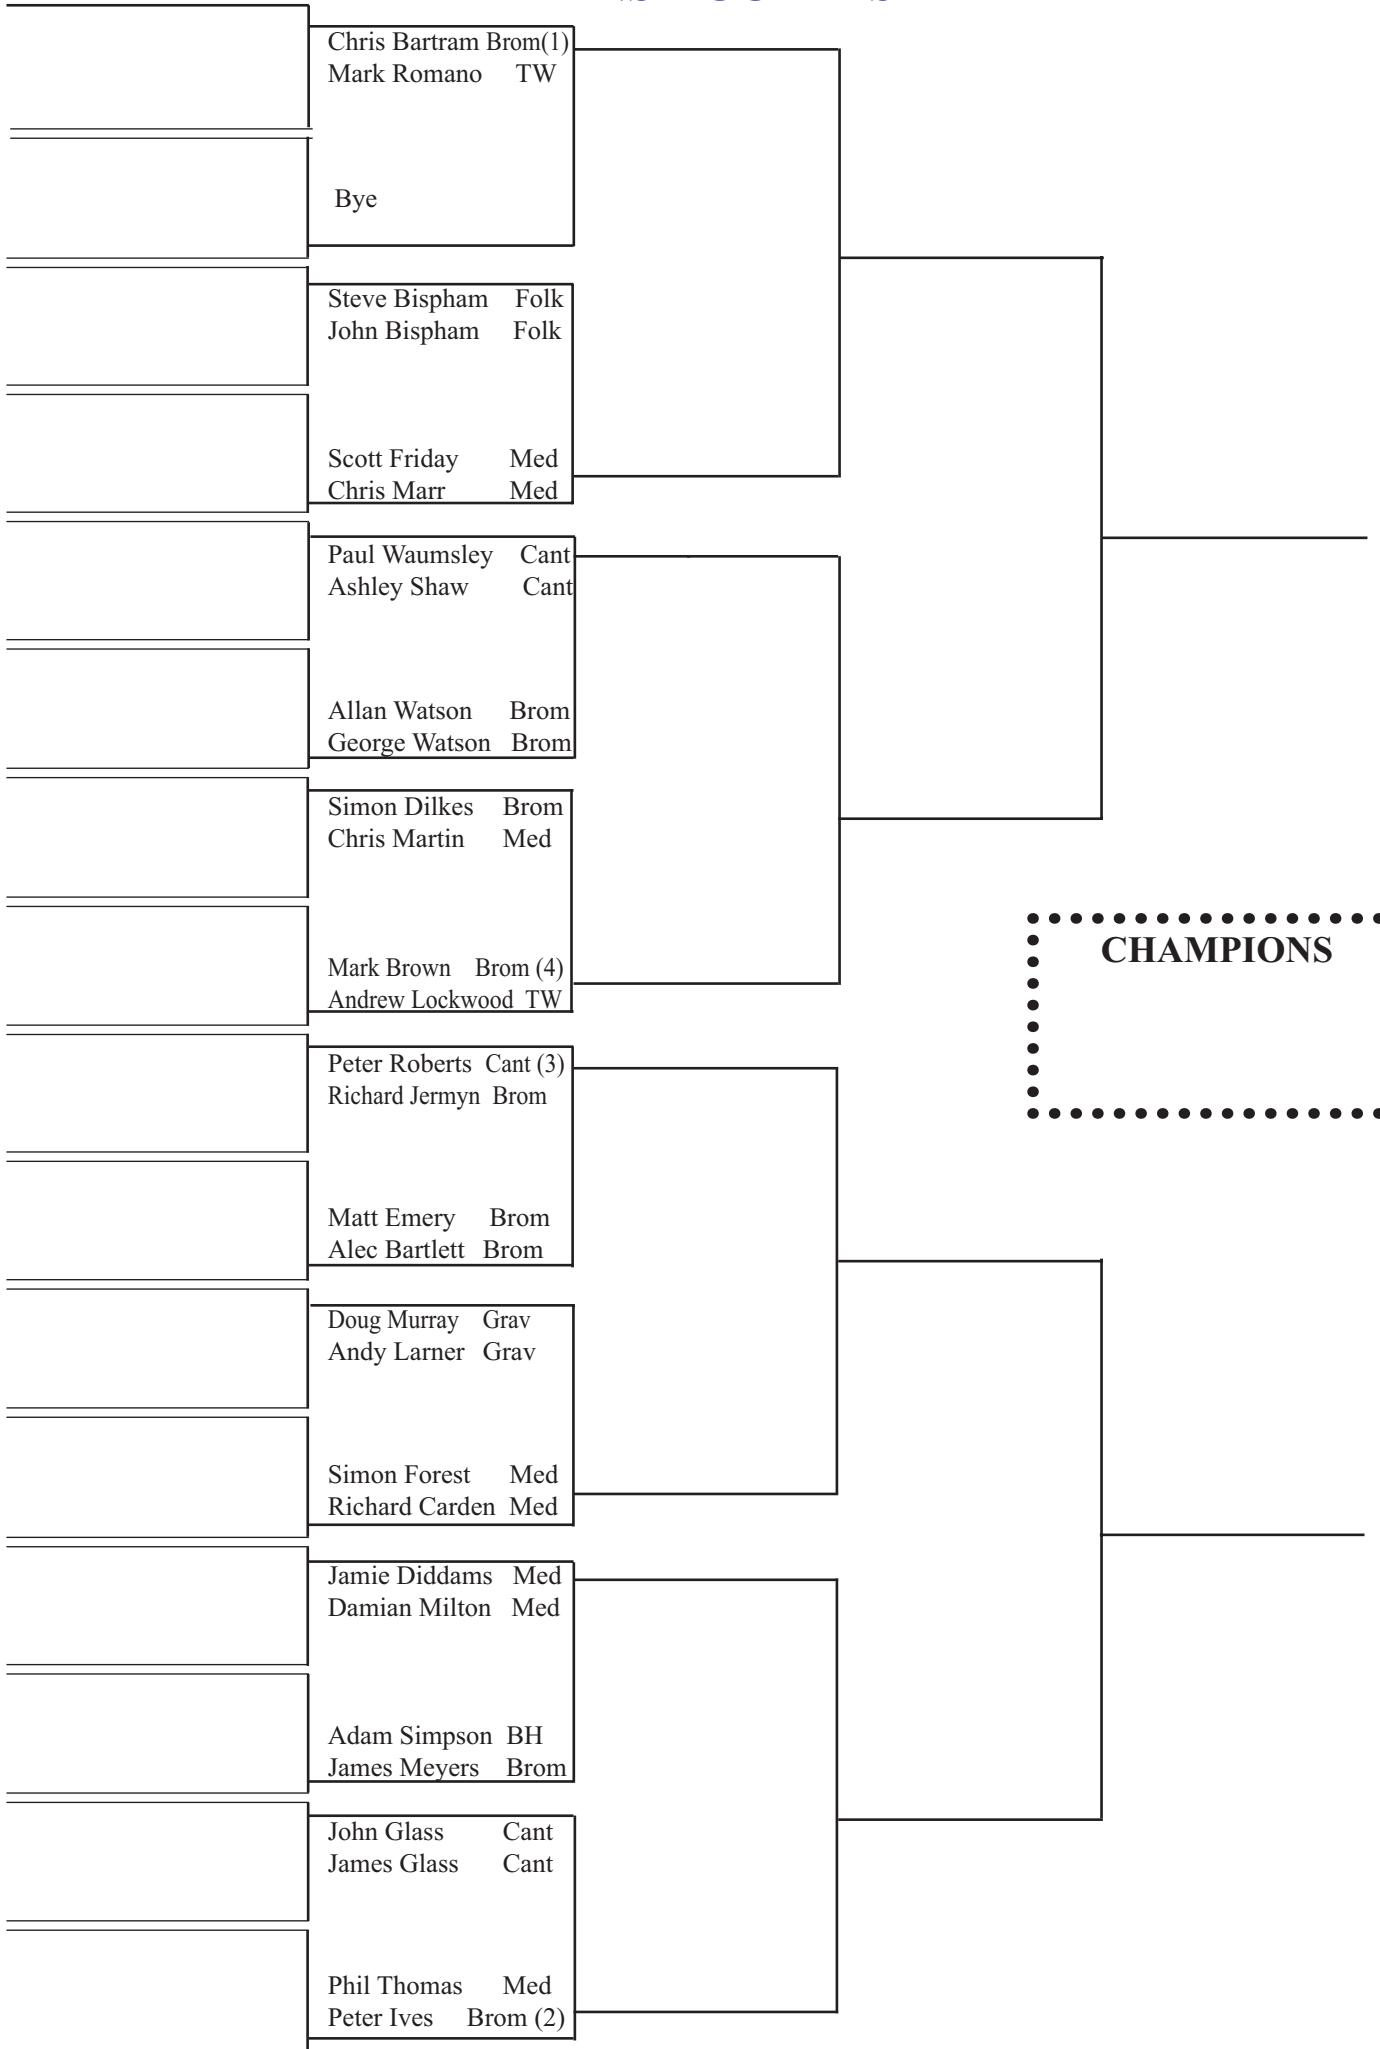 Chris Bartram Brom(1)
Mark Romano TW
Bye
Steve Bispham Folk
John Bispham Folk
Scott Friday Med
Chris Marr Med
Paul Waumsley Cant
Ashley Shaw Cant
Allan Watson Brom
George Watson Brom
Simon Dilkes Brom
Chris Martin Med
Mark Brown Brom (4)
Andrew Lockwood TW
CHAMPIONS
Peter Roberts Cant (3)
Richard Jermyn Brom
Matt Emery Brom
Alec Bartlett Brom
Doug Murray Grav
Andy Larner Grav
Simon Forest Med
Richard Carden Med
Jamie Diddams Med
Damian Milton Med
Adam Simpson BH
James Meyers Brom
John Glass Cant
James Glass Cant
Phil Thomas Med
Peter Ives Brom (2)